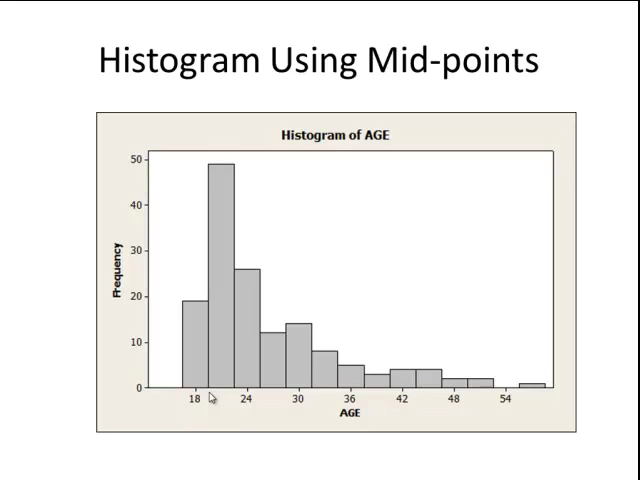 Histogram Using Mid-points
Histogram of AGE
50
40
30
20
10
0
Frequency
18 24 30 36 42 48 54
AGE